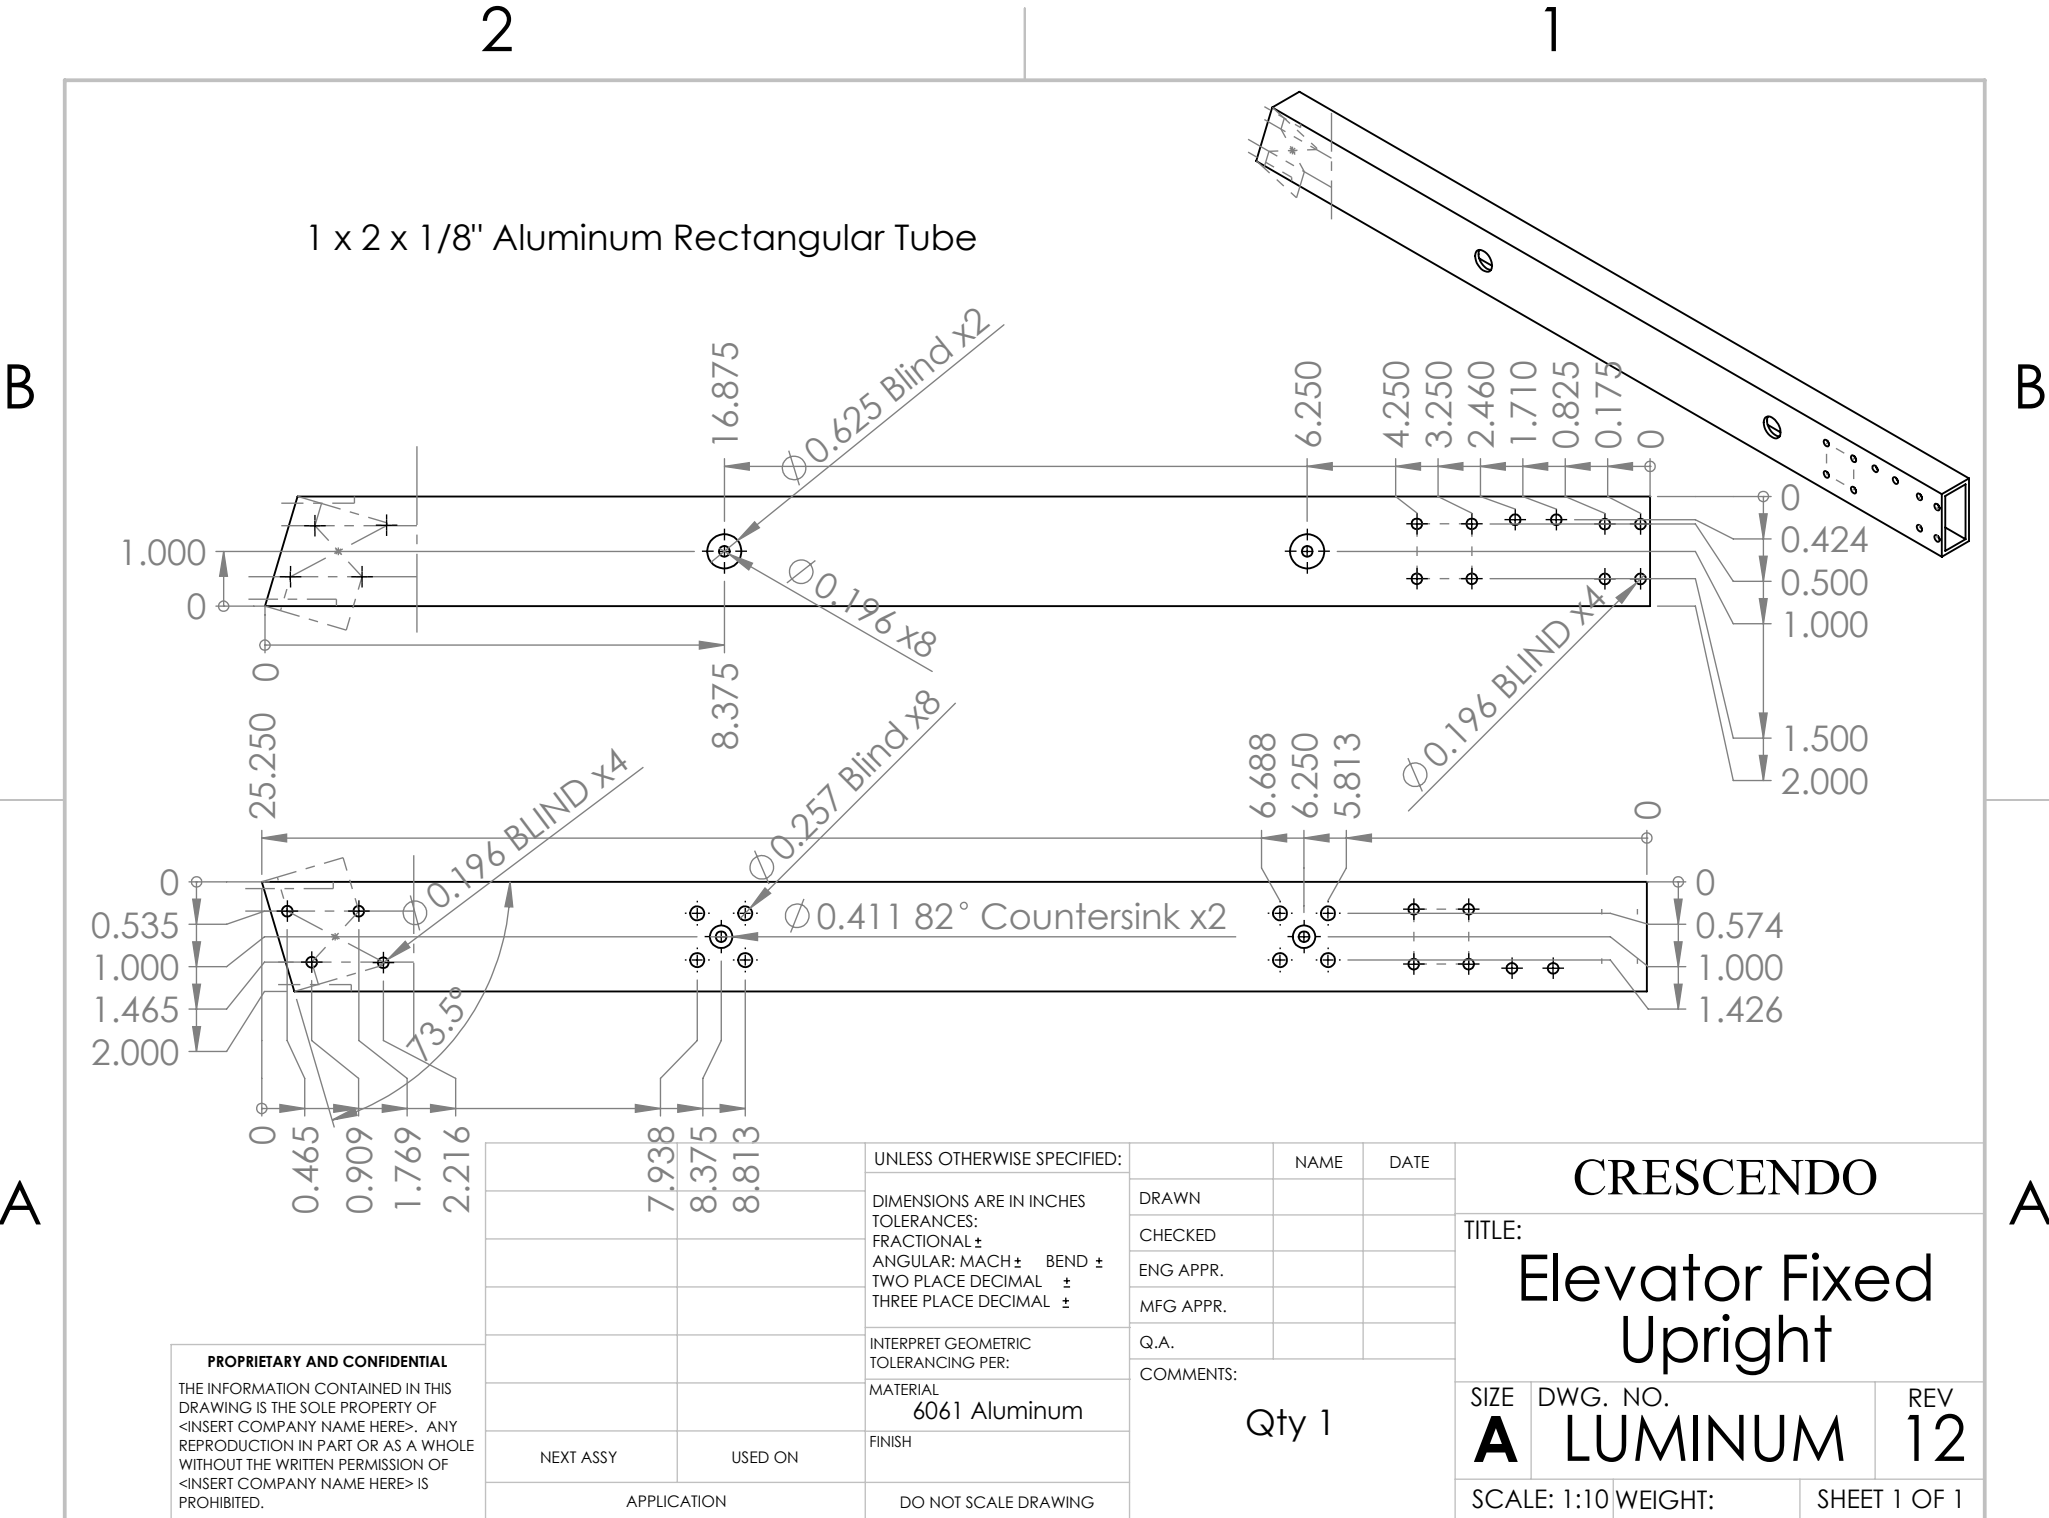 2 1
B B
1 x 2 x 1/8" Aluminum Rectangular Tube
16.875
∅0.625 Blind x2
6.250
4.250
3.250
2.460
1.710
0.825
0.175
0
1.000
0
0
0.424
0.500
1.000
1.500
2.000
∅0.196 x8
0
8.375
∅0.196 BLIND x4
25.250
∅0.196 BLIND x4
∅0.257 Blind x8
6.688
6.250
5.813
0
0
0.535
1.000
1.465
2.000
∅0.411 82° Countersink x2
73.5°
0
0.574
1.000
1.426
0
0.465
0.909
1.769
2.216
7.938
8.375
8.813
A A
UNLESS OTHERWISE SPECIFIED:
DIMENSIONS ARE IN INCHES
TOLERANCES:
FRACTIONAL ±
ANGULAR: MACH ± BEND ±
TWO PLACE DECIMAL ±
THREE PLACE DECIMAL ±
INTERPRET GEOMETRIC
TOLERANCING PER:
MATERIAL
6061 Aluminum
FINISH
DO NOT SCALE DRAWING
NAME DATE
DRAWN
CHECKED
ENG APPR.
MFG APPR.
Q.A.
COMMENTS:
Qty 1
CRESCENDO
TITLE:
Elevator Fixed
Upright
SIZE DWG. NO. REV
A LUMINUM 12
SCALE: 1:10 WEIGHT: SHEET 1 OF 1
PROPRIETARY AND CONFIDENTIAL
THE INFORMATION CONTAINED IN THIS
DRAWING IS THE SOLE PROPERTY OF
<INSERT COMPANY NAME HERE>. ANY
REPRODUCTION IN PART OR AS A WHOLE
WITHOUT THE WRITTEN PERMISSION OF
<INSERT COMPANY NAME HERE> IS
PROHIBITED.
NEXT ASSY USED ON
APPLICATION